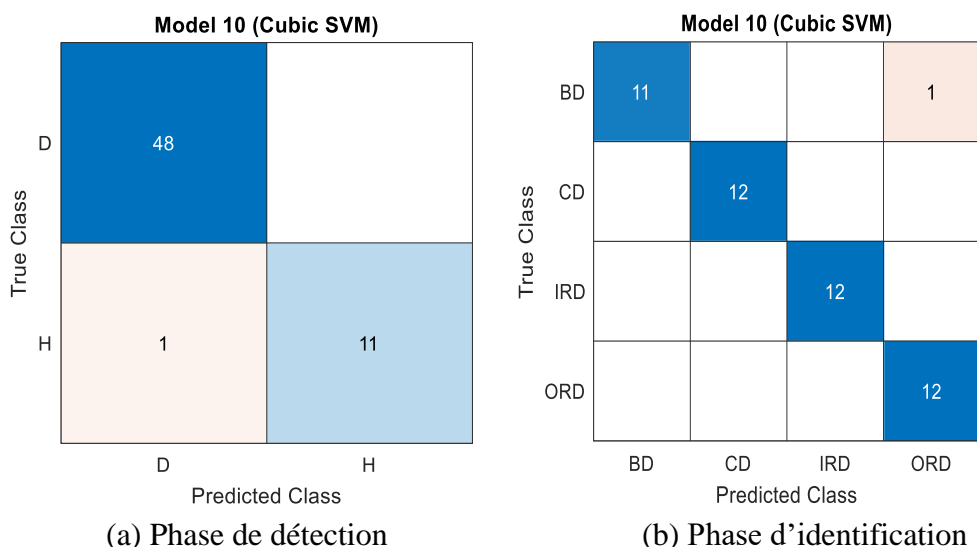 Model 10 (Cubic SVM)
True Class
D
48
H
1
11
D
H
Predicted Class
(a) Phase de détection
Model 10 (Cubic SVM)
True Class
BD
11
1
CD
12
IRD
12
ORD
12
BD
CD
IRD
ORD
Predicted Class
(b) Phase d’identification